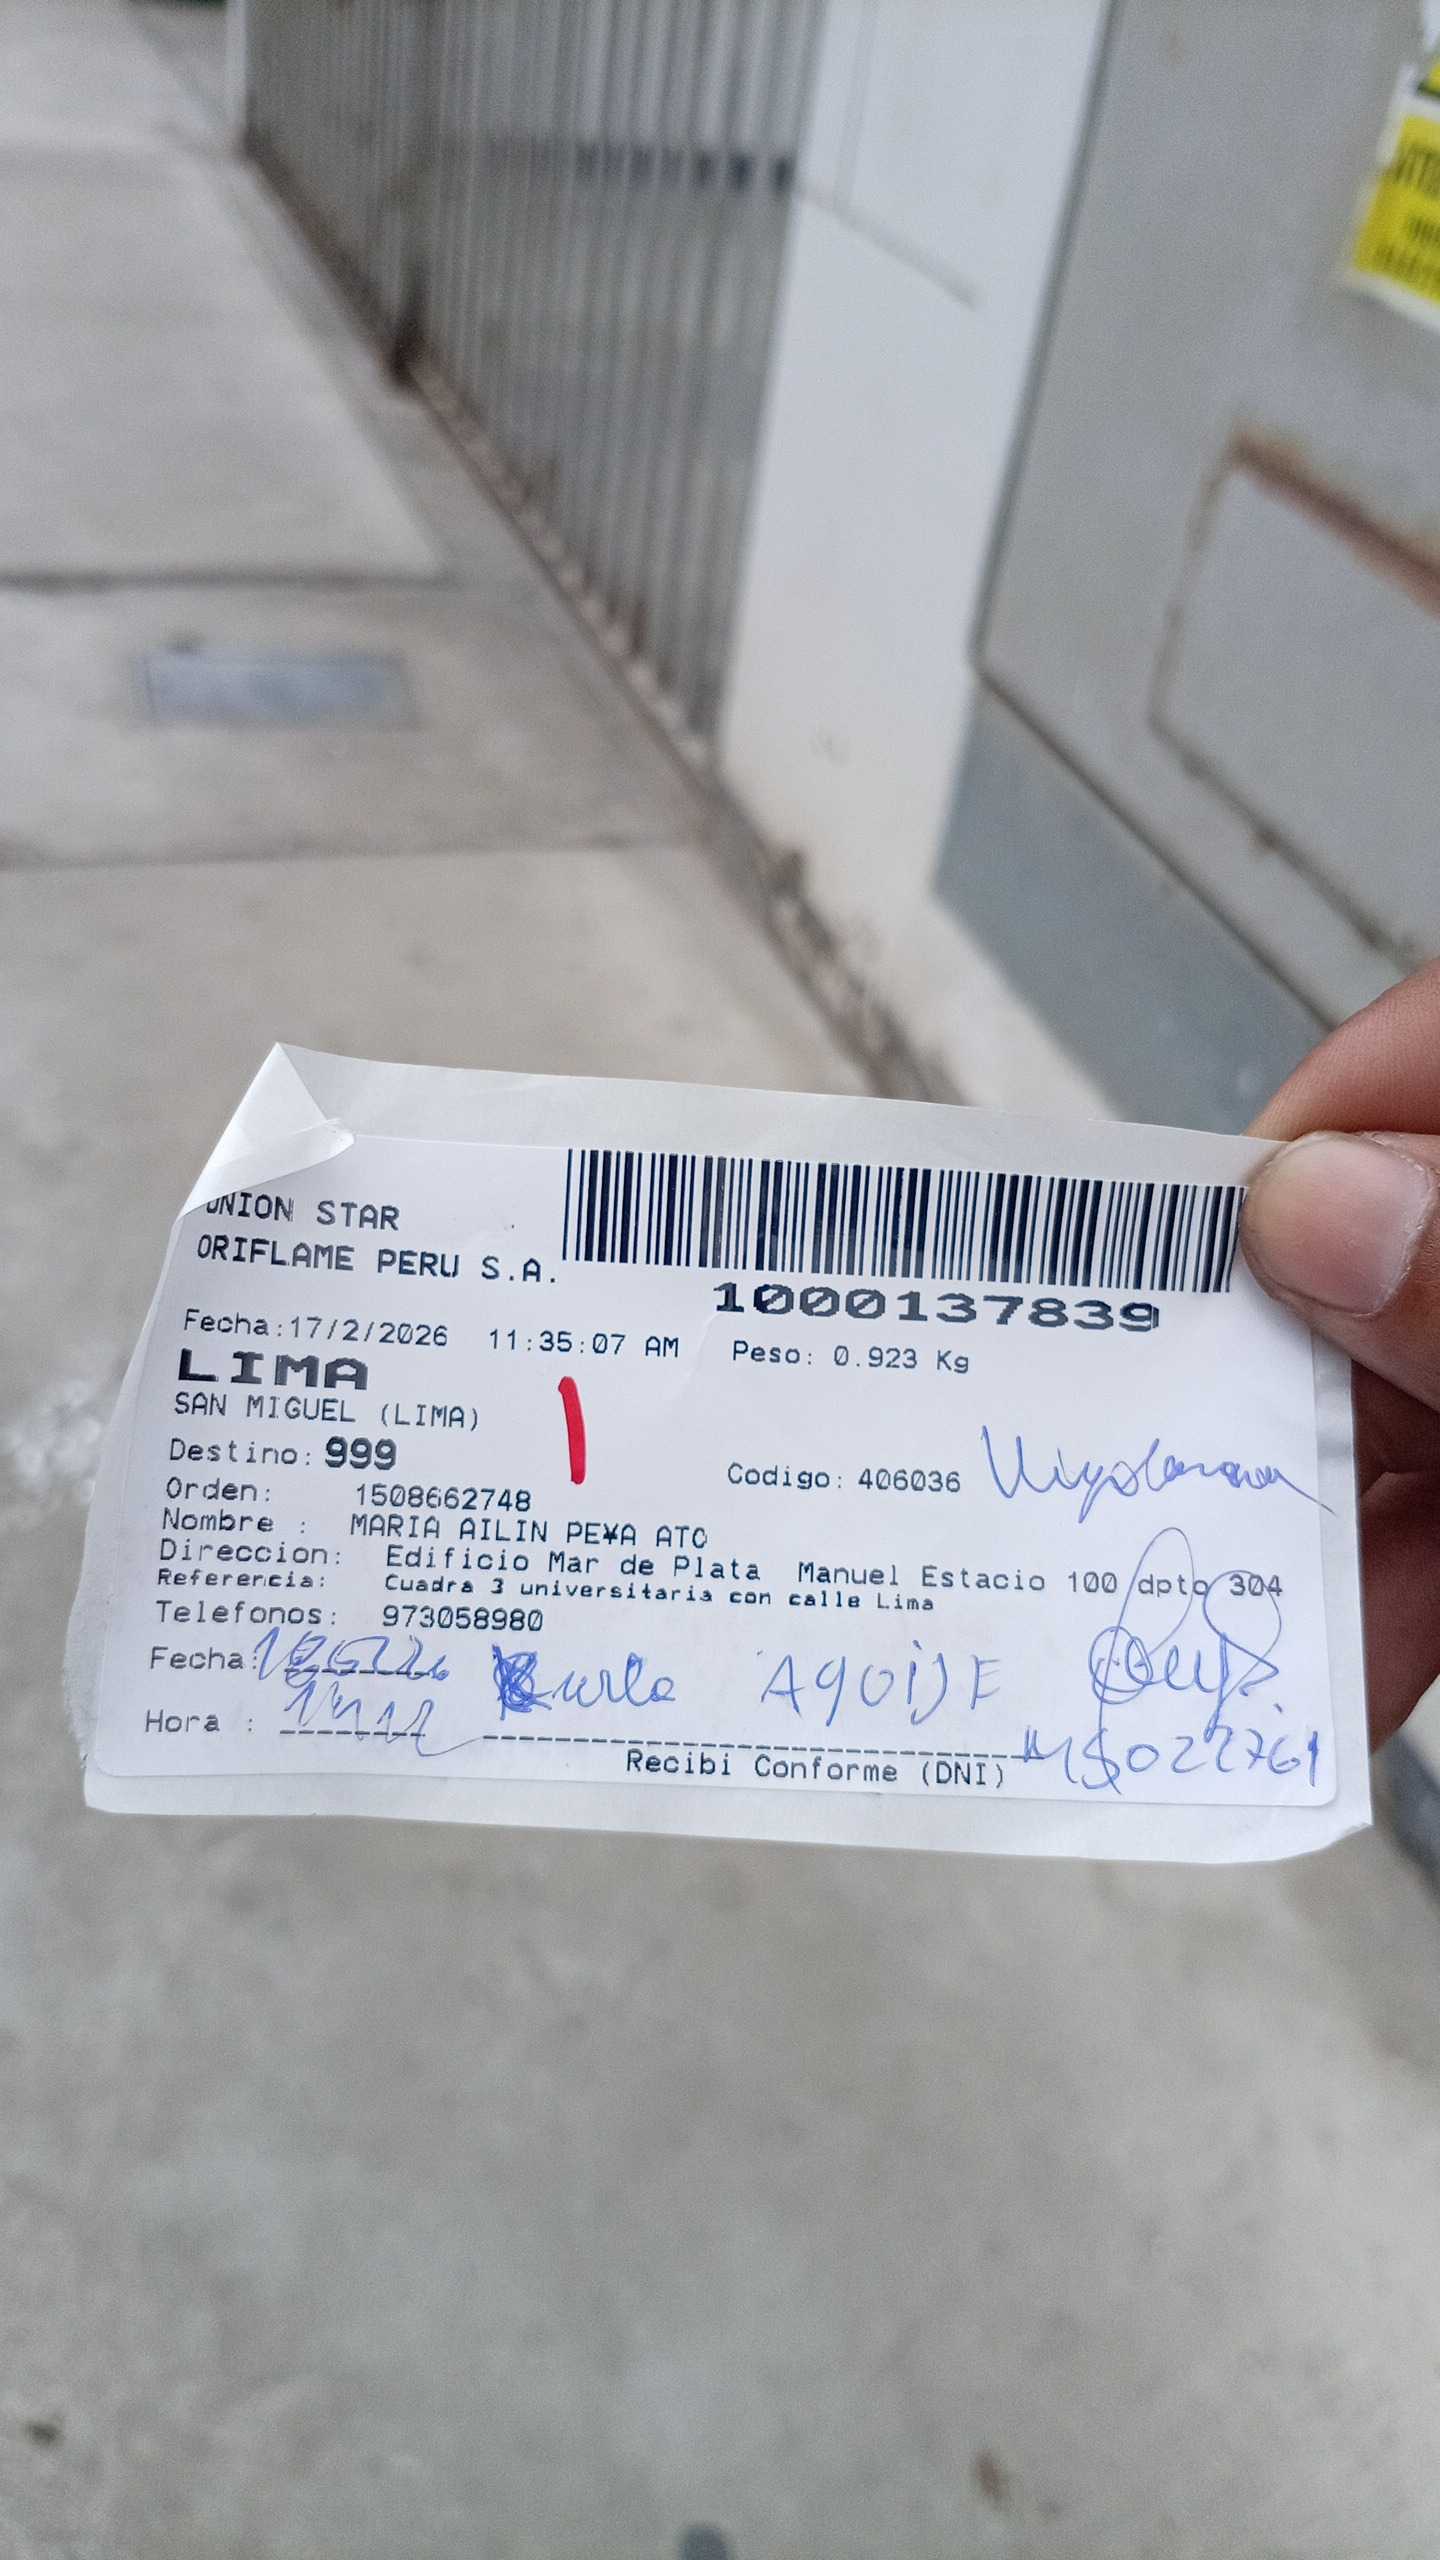 UNION STAR
ORIFLAME PERU S.A.
1000137839
Fecha:17/2/2026 11:35:07 AM Peso: 0.923 Kg
LIMA
SAN MIGUEL (LIMA)
Destino: 999
Codigo: 406036
Orden: 1508662748
Nombre : MARIA AILIN PE¥A ATO
Direccion: Edificio Mar de Plata Manuel Estacio 100 dpto 304
Referencia: Cuadra 3 universitaria con calle Lima
Telefonos: 973058980
Fecha:
Hora :
Recibi Conforme (DNI)